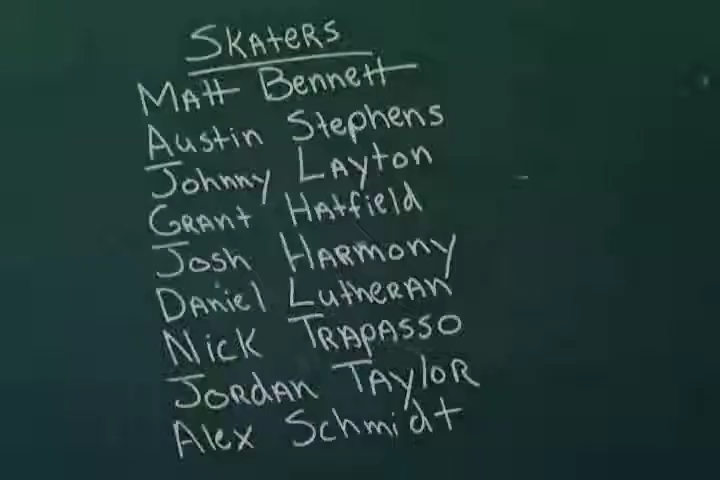 SKAterS
MAtt Bennett
Austin Stephens
Johnny LAyton
GRAnt HAtfield
Josh HARmony
DAniel LutherAn
Nick TRAPASSO
JORdAn TAylOR
Alex Schmidt